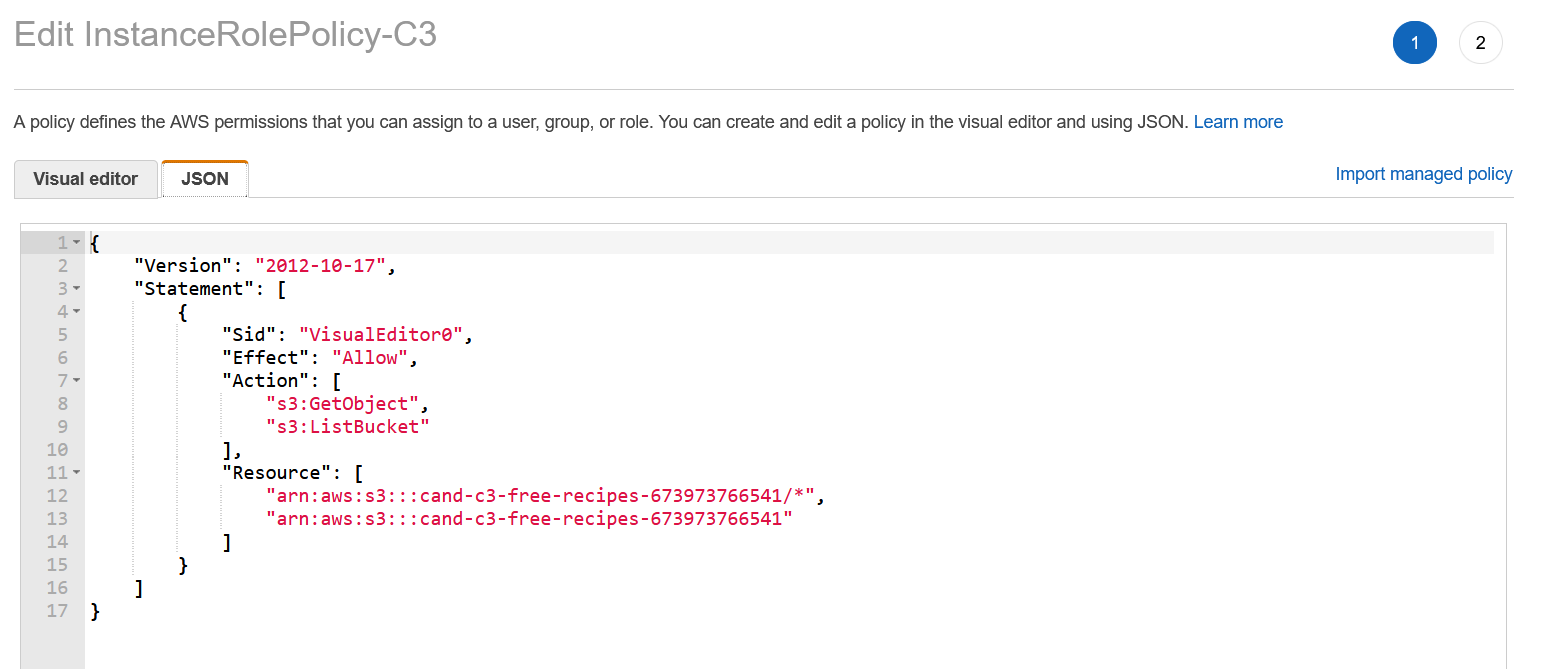 Edit InstanceRolePolicy-C3
1 2
A policy defines the AWS permissions that you can assign to a user, group, or role. You can create and edit a policy in the visual editor and using JSON. Learn more
Visual editor JSON Import managed policy
1 {
2 "Version": "2012-10-17",
3 "Statement": [
4 {
5 "Sid": "VisualEditor0",
6 "Effect": "Allow",
7 "Action": [
8 "s3:GetObject",
9 "s3:ListBucket"
10 ],
11 "Resource": [
12 "arn:aws:s3:::cand-c3-free-recipes-673973766541/*",
13 "arn:aws:s3:::cand-c3-free-recipes-673973766541"
14 ]
15 }
16 ]
17 }